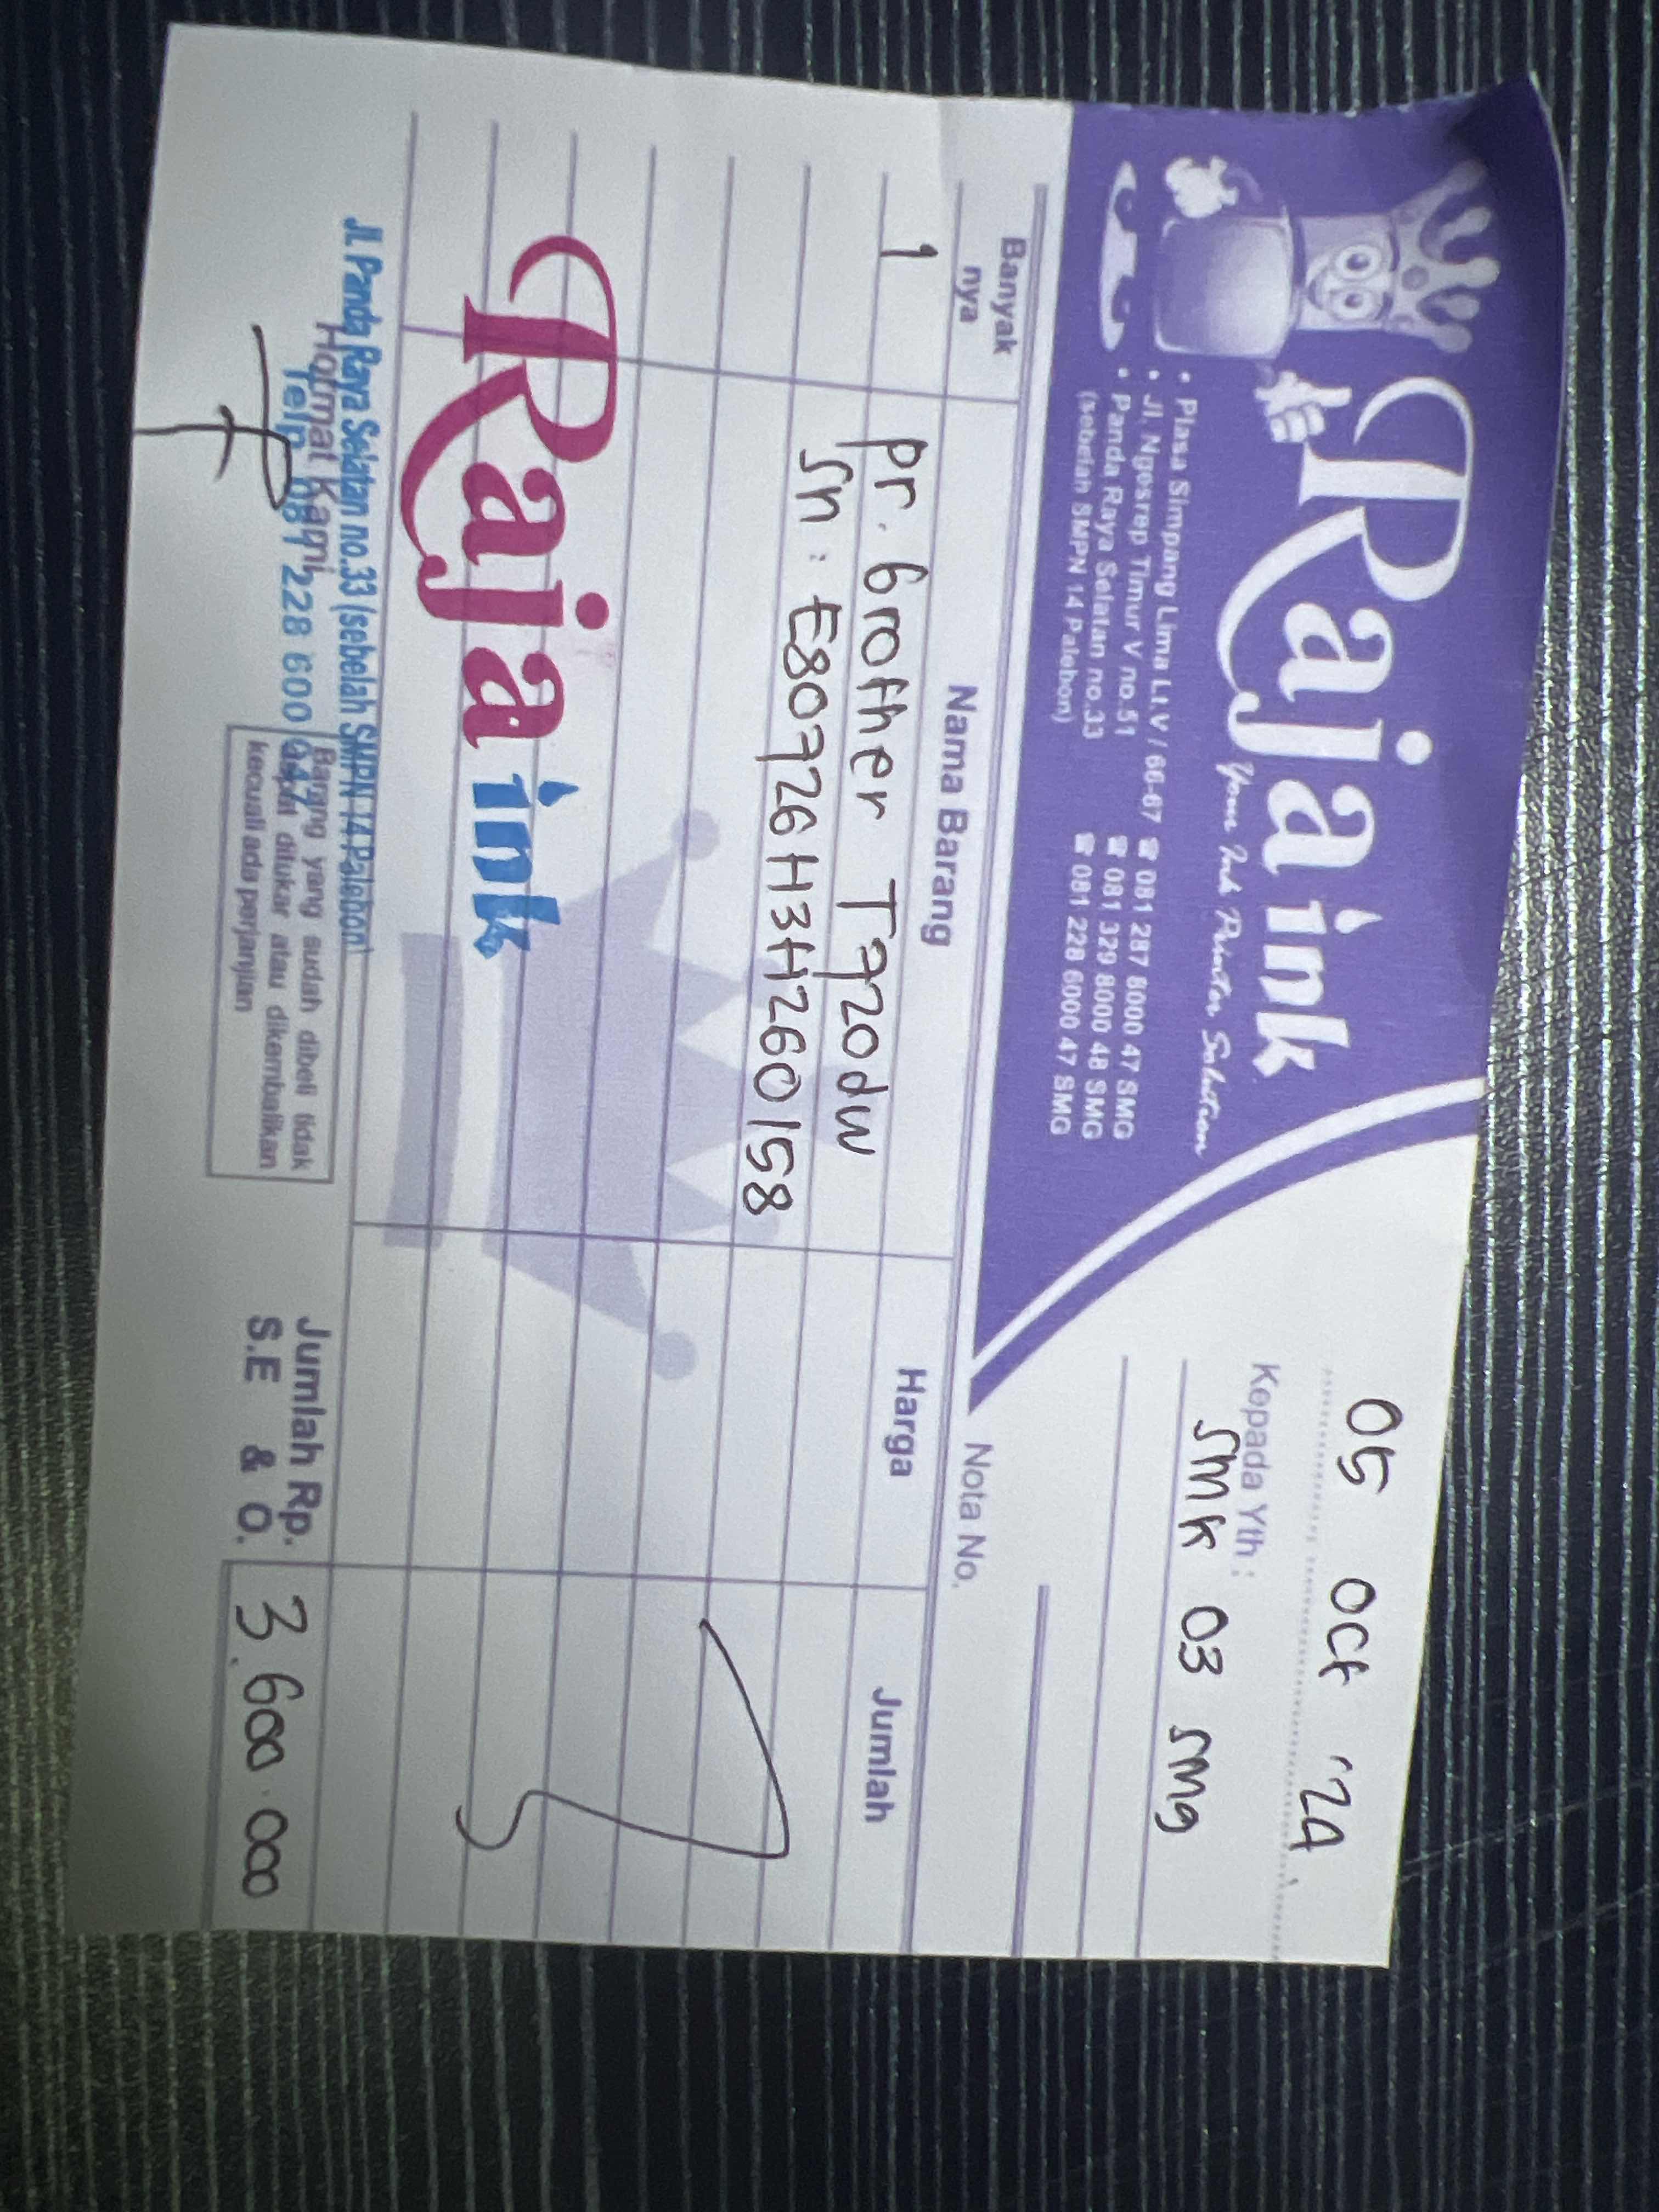 Raja ink
Your Ink Printer Solution
• Plasa Simpang Lima Lt.V / 66-67 ☎ 081 287 8000 47 SMG
• Jl. Ngesrep Timur V no.51 ☎ 081 329 8000 48 SMG
• Panda Raya Selatan no.33 ☎ 081 228 6000 47 SMG
(sebelah SMPN 14 Palebon)
05 Oct '24
Kepada Yth :
SMK 03 smg
Nota No.
Banyak nya
Nama Barang
Harga
Jumlah
1 Pr. Brother T920dw
Sn : E80726H3H260158
Raja ink
Jl. Panda Raya Selatan no.33 (sebelah SMPN 14 Palebon)
Telp 081 228 600 047
Hormat Kami,
Barang yang sudah dibeli tidak
dapat ditukar atau dikembalikan
kecuali ada perjanjian
Jumlah Rp. 3.600.000
S.E & O.